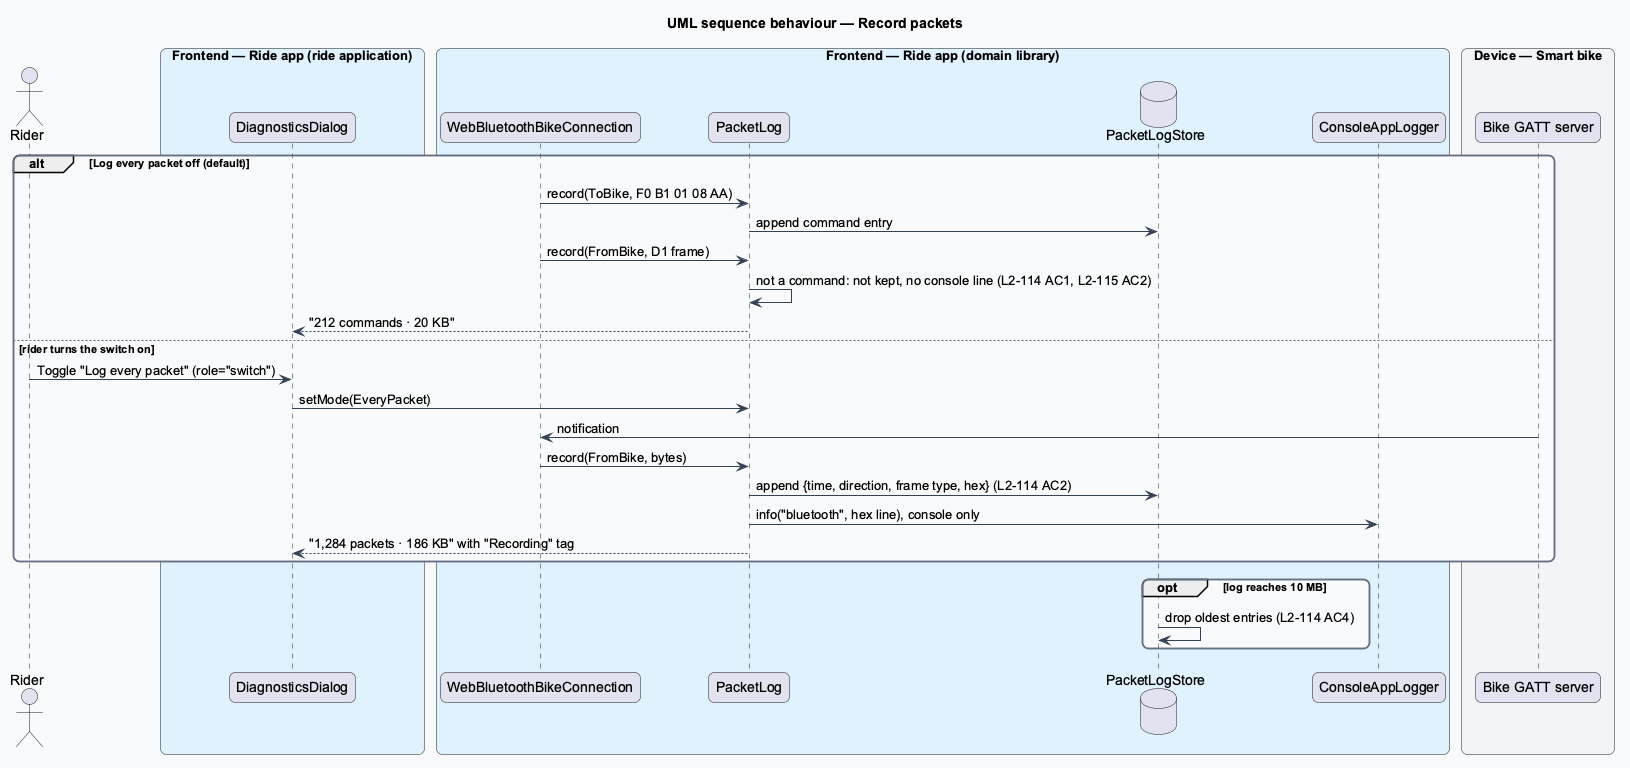 UML sequence behaviour — Record packets
Frontend — Ride app (ride application)
Frontend — Ride app (domain library)
Device — Smart bike
Rider
DiagnosticsDialog
WebBluetoothBikeConnection
PacketLog
PacketLogStore
ConsoleAppLogger
Bike GATT server
alt
[Log every packet off (default)]
record(ToBike, F0 B1 01 08 AA)
append command entry
record(FromBike, D1 frame)
not a command: not kept, no console line (L2-114 AC1, L2-115 AC2)
"212 commands · 20 KB"
[rider turns the switch on]
Toggle "Log every packet" (role="switch")
setMode(EveryPacket)
notification
record(FromBike, bytes)
append {time, direction, frame type, hex} (L2-114 AC2)
info("bluetooth", hex line), console only
"1,284 packets · 186 KB" with "Recording" tag
opt
[log reaches 10 MB]
drop oldest entries (L2-114 AC4)
Rider
DiagnosticsDialog
WebBluetoothBikeConnection
PacketLog
PacketLogStore
ConsoleAppLogger
Bike GATT server